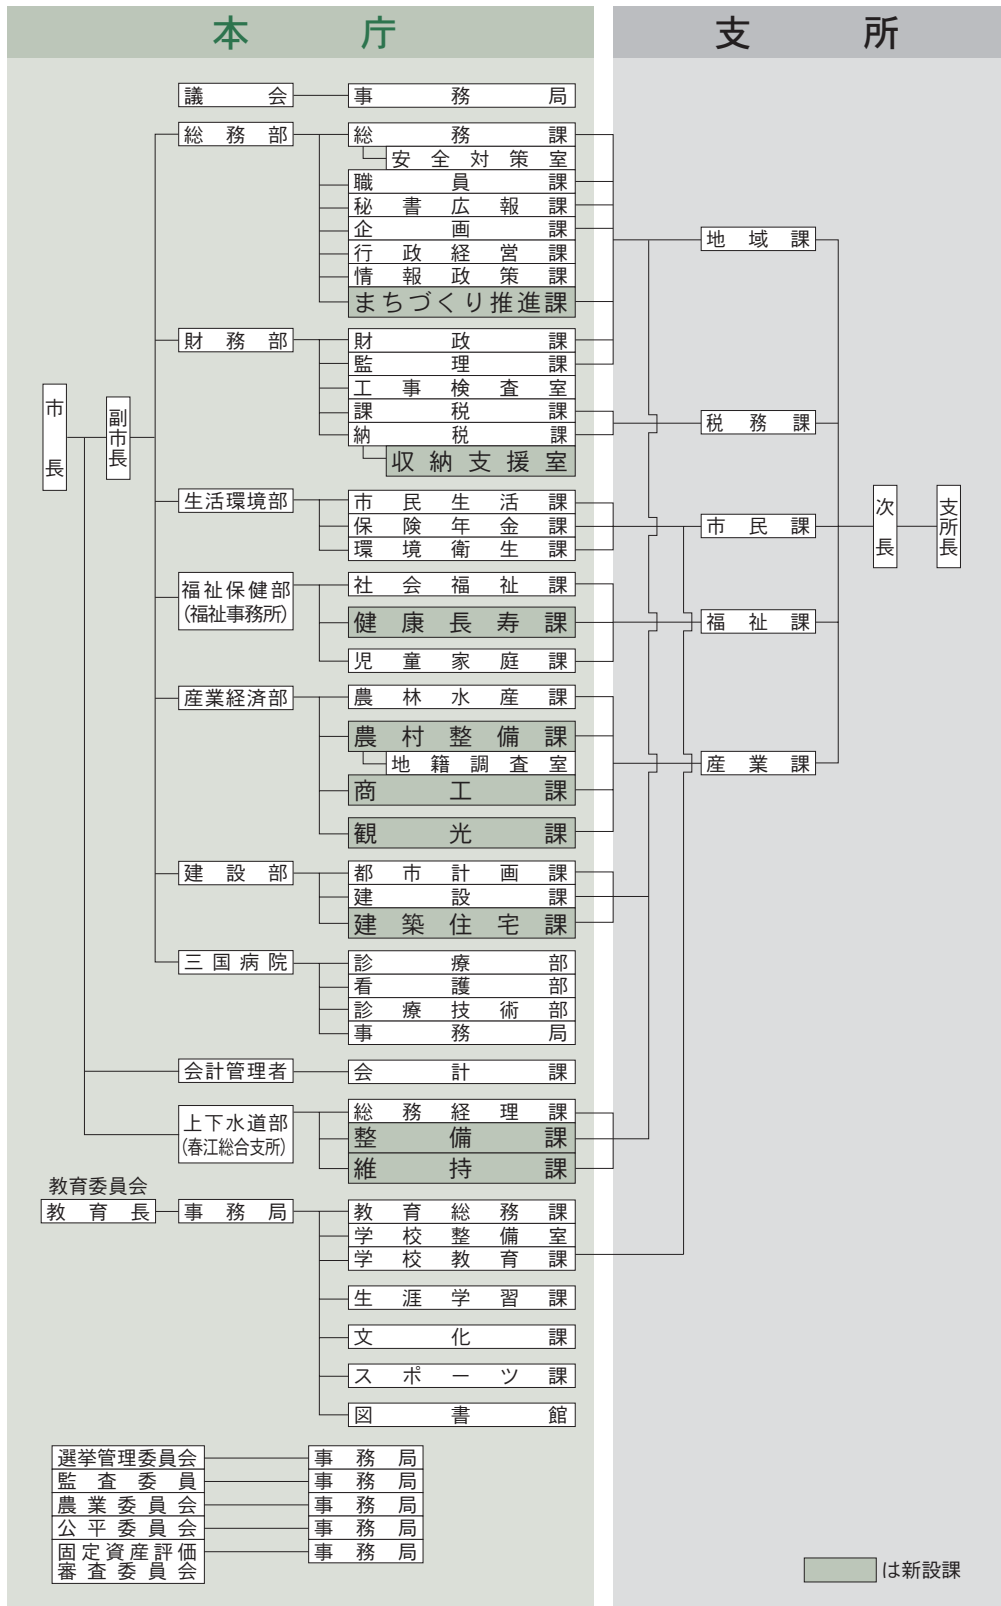 本庁
支所
議会
事務局
総務部
総務課
安全対策室
職員課
秘書広報課
企画課
行政経営課
情報政策課
まちづくり推進課
地域課
財務部
財政課
監理課
工事検査室
課税課
納税課
収納支援室
税務課
市長
副市長
生活環境部
市民生活課
保険年金課
環境衛生課
市民課
次長
支所長
福祉保健部
(福祉事務所)
社会福祉課
健康長寿課
児童家庭課
福祉課
産業経済部
農林水産課
農村整備課
地籍調査室
商工課
観光課
産業課
建設部
都市計画課
建設課
建築住宅課
三国病院
診療部
看護部
診療技術部
事務局
会計管理者
会計課
上下水道部
(春江総合支所)
総務経理課
整備課
維持課
教育委員会
教育長
事務局
教育総務課
学校整備室
学校教育課
生涯学習課
文化課
スポーツ課
図書館
選挙管理委員会
事務局
監査委員
事務局
農業委員会
事務局
公平委員会
事務局
固定資産評価
審査委員会
事務局
は新設課